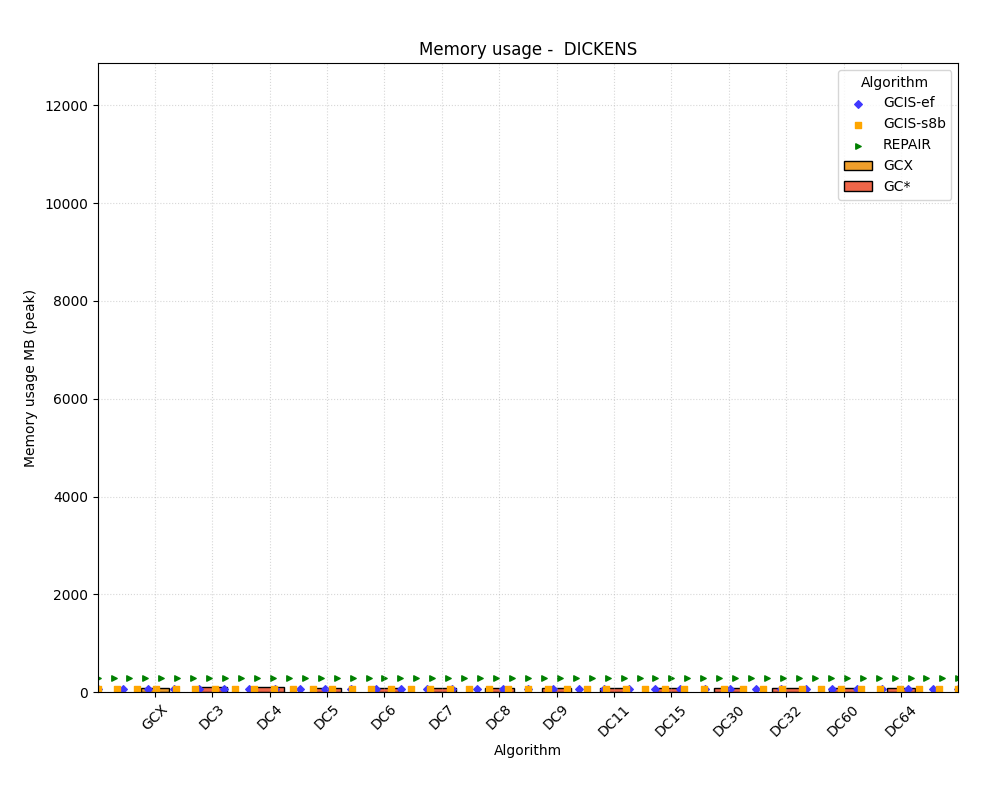 Memory usage -  DICKENS
Algorithm
GCIS-ef
GCIS-s8b
REPAIR
GCX
GC*
12000
10000
8000
6000
4000
2000
0
Memory usage MB (peak)
GCX
DC3
DC4
DC5
DC6
DC7
DC8
DC9
DC11
DC15
DC30
DC32
DC60
DC64
Algorithm